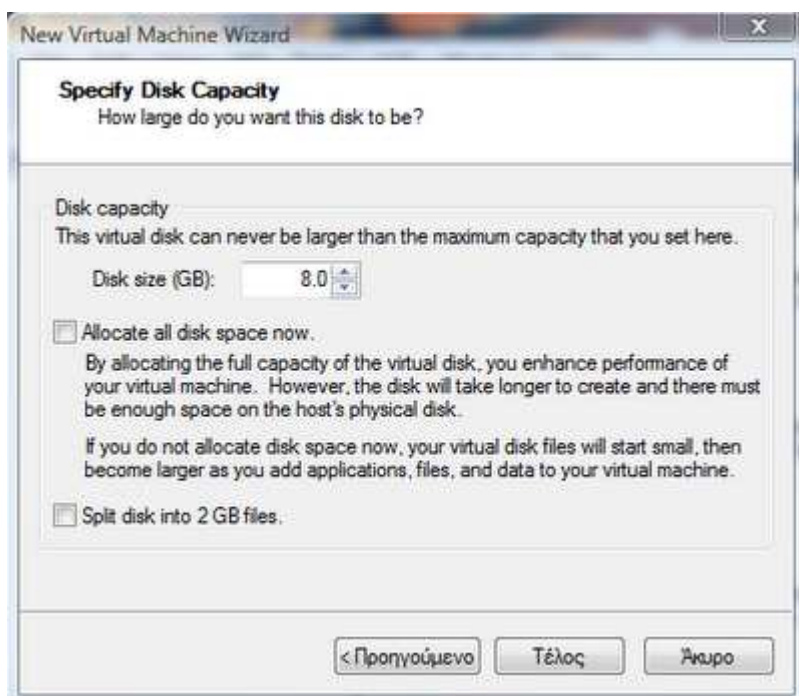 New Virtual Machine Wizard
Specify Disk Capacity
How large do you want this disk to be?
Disk capacity
This virtual disk can never be larger than the maximum capacity that you set here.
Disk size (GB): 8.0
Allocate all disk space now.
By allocating the full capacity of the virtual disk, you enhance performance of
your virtual machine. However, the disk will take longer to create and there must
be enough space on the host's physical disk.
If you do not allocate disk space now, your virtual disk files will start small, then
become larger as you add applications, files, and data to your virtual machine.
Split disk into 2 GB files.
< Προηγούμενο Τέλος Άκυρο